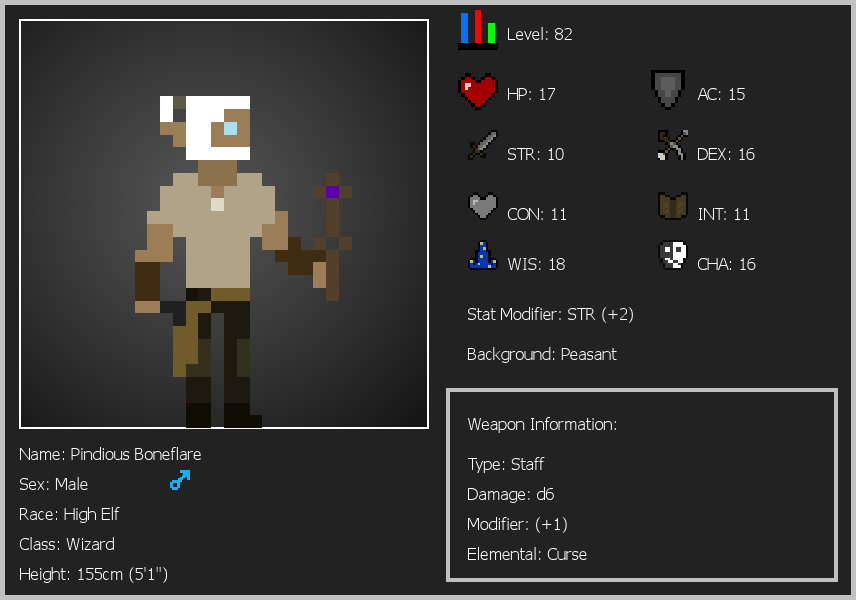 Level: 82
HP: 17
AC: 15
STR: 10
DEX: 16
CON: 11
INT: 11
WIS: 18
CHA: 16
Stat Modifier: STR (+2)
Background: Peasant
Weapon Information:
Type: Staff
Damage: d6
Modifier: (+1)
Elemental: Curse
Name: Pindious Boneflare
Sex: Male
Race: High Elf
Class: Wizard
Height: 155cm (5'1")